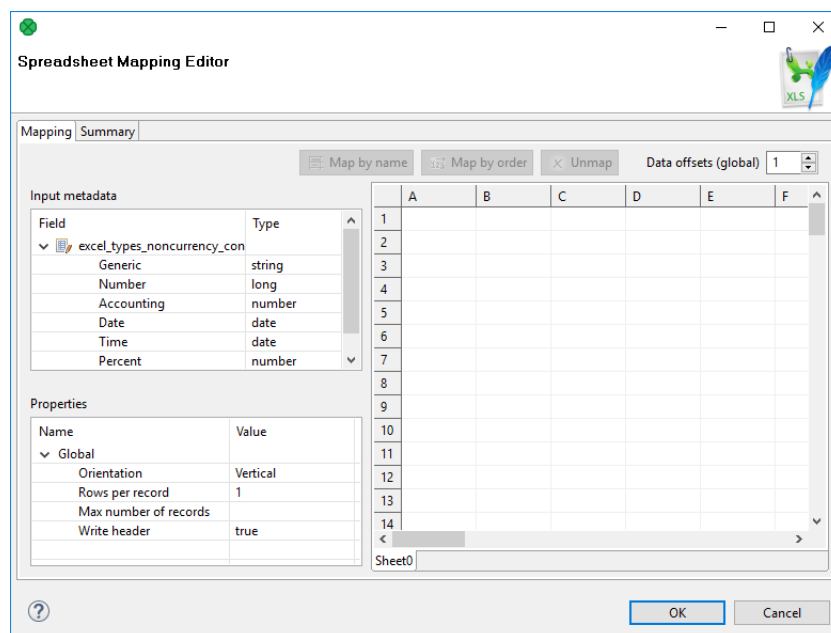 Spreadsheet Mapping Editor
XLS
Mapping Summary
Map by name Map by order Unmap Data offsets (global) 1
Input metadata
Field Type
excel_types_noncurrency_con
Generic string
Number long
Accounting number
Date date
Time date
Percent number
Properties
Name Value
Global
Orientation Vertical
Rows per record 1
Max number of records
Write header true
A B C D E F
1
2
3
4
5
6
7
8
9
10
11
12
13
14
Sheet0
?
OK Cancel